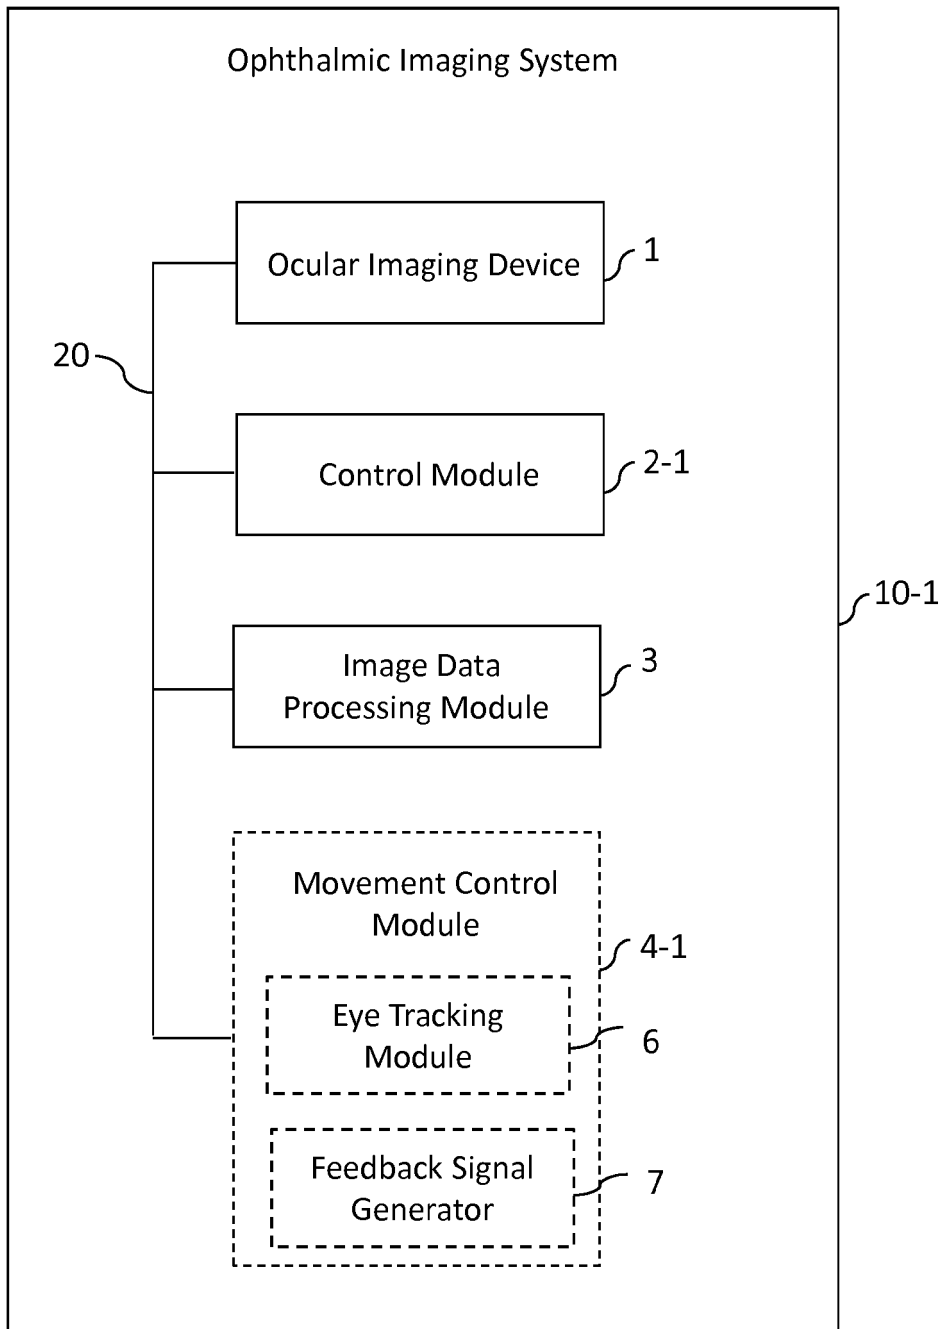 Ophthalmic Imaging System
Ocular Imaging Device
1
20
Control Module
2-1
10-1
Image Data
Processing Module
3
Movement Control
Module
4-1
Eye Tracking
Module
6
Feedback Signal
Generator
7